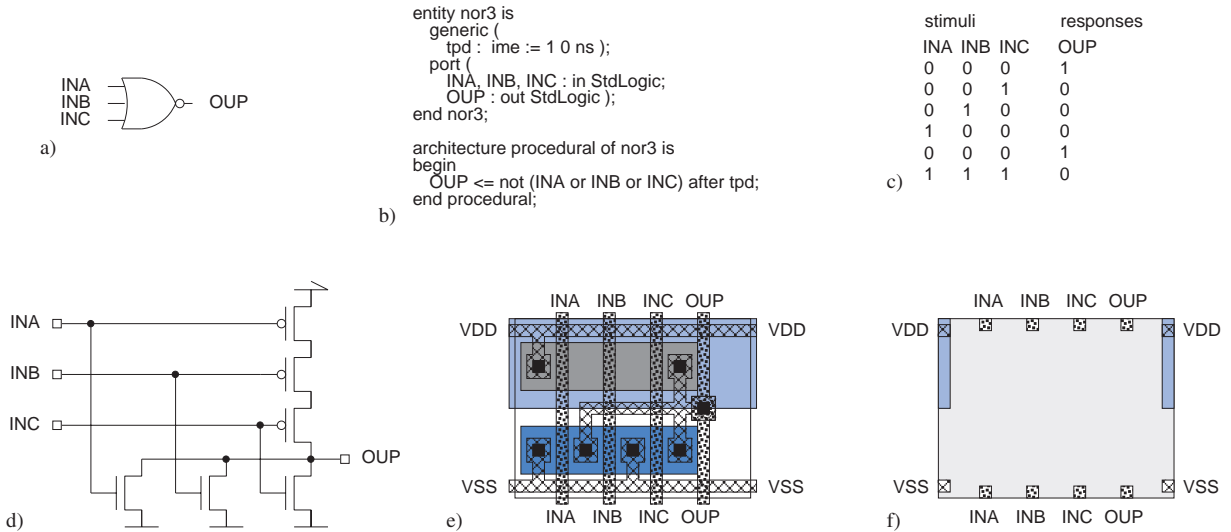 INA
INB
INC
OUP
a)
entity nor3 is
generic (
tpd : ime := 1 0 ns );
port (
INA, INB, INC : in StdLogic;
OUP : out StdLogic );
end nor3;
architecture procedural of nor3 is
begin
OUP <= not (INA or INB or INC) after tpd;
end procedural;
b)
stimuli responses
INA INB INC OUP
0 0 0 1
0 0 1 0
0 1 0 0
1 0 0 0
0 0 0 1
1 1 1 0
c)
INA
INB
INC
OUP
d)
INA INB INC OUP
VDD VDD
VSS VSS
INA INB INC OUP
e)
INA INB INC OUP
VDD VDD
VSS VSS
INA INB INC OUP
f)